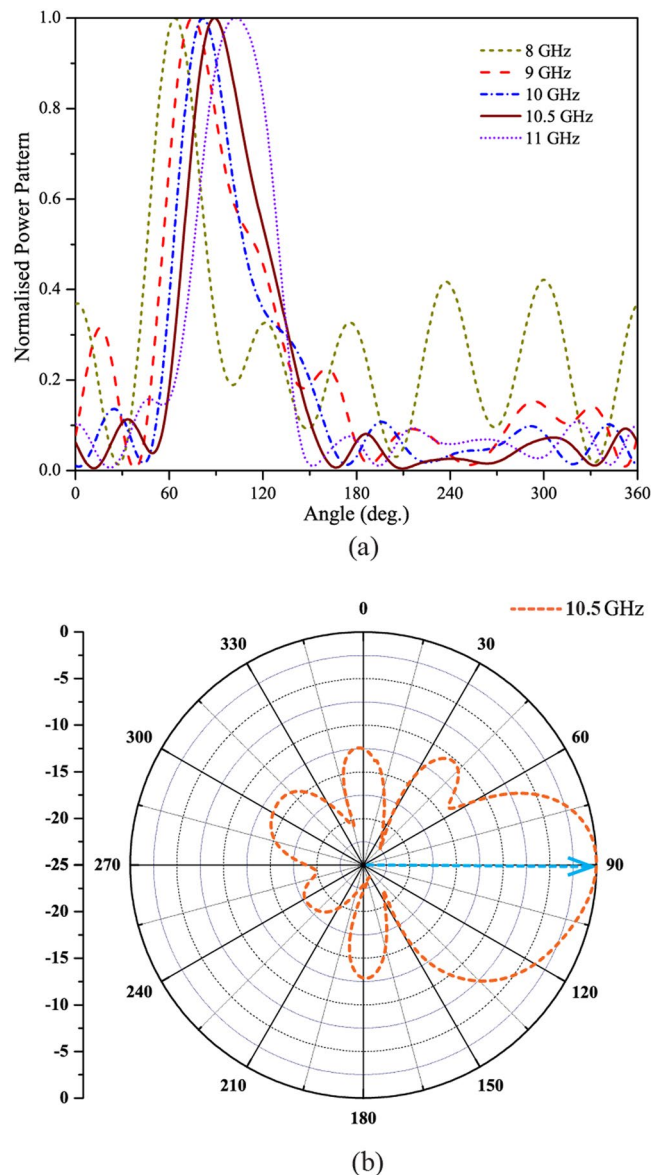 1.0
0.8
0.6
0.4
0.2
0.0
Normalised Power Pattern
8 GHz
9 GHz
10 GHz
10.5 GHz
11 GHz
0 60 120 180 240 300 360
Angle (deg.)
(a)
10.5 GHz
0
-5
-10
-15
-20
-25
-20
-15
-10
-5
0
0
30
60
90
120
150
180
210
240
270
300
330
(b)